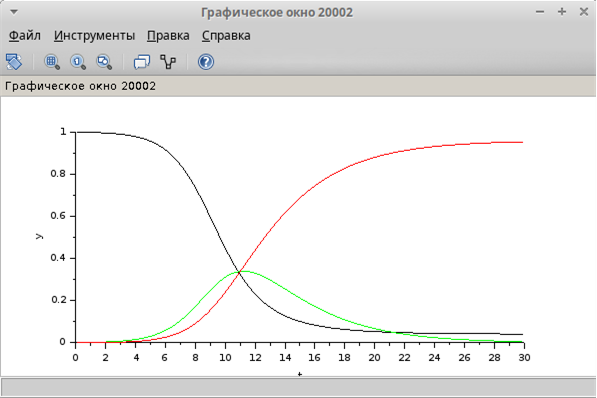 Графическое окно 20002
Файл Инструменты Правка Справка
Графическое окно 20002
1
0.8
0.6
0.4
0.2
0
y
0 2 4 6 8 10 12 14 16 18 20 22 24 26 28 30
t